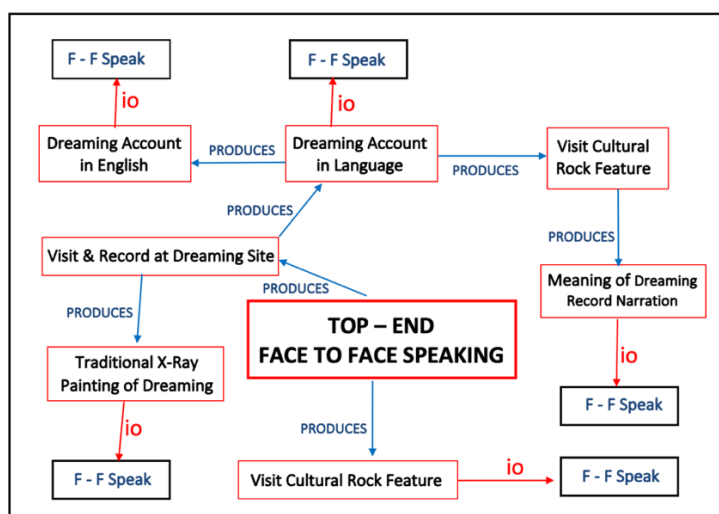 F - F Speak
F - F Speak
io
io
Dreaming Account
in English
PRODUCES
Dreaming Account
in Language
PRODUCES
Visit Cultural
Rock Feature
PRODUCES
PRODUCES
Visit & Record at Dreaming Site
PRODUCES
Meaning of Dreaming
Record Narration
PRODUCES
TOP – END
FACE TO FACE SPEAKING
io
Traditional X-Ray
Painting of Dreaming
io
F - F Speak
PRODUCES
F - F Speak
Visit Cultural Rock Feature
io
F - F Speak